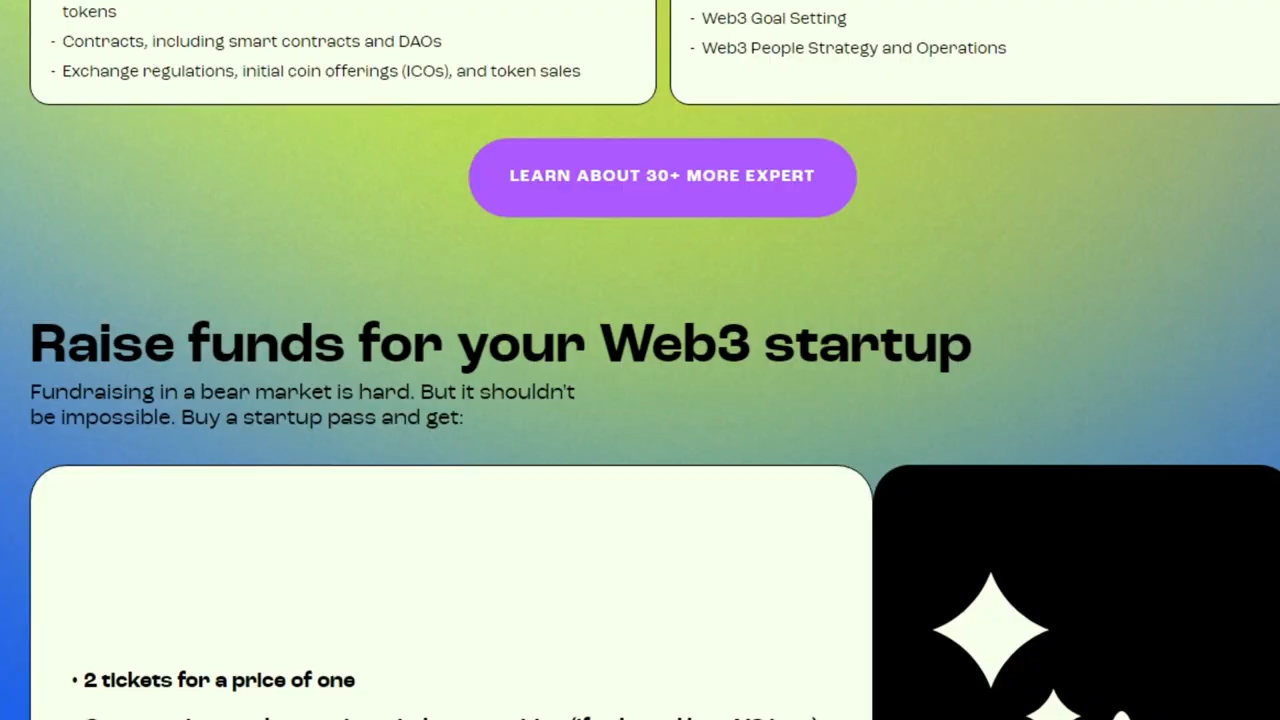 tokens
- Contracts, including smart contracts and DAOs
- Exchange regulations, initial coin offerings (ICOs), and token sales
- Web3 Goal Setting
- Web3 People Strategy and Operations
LEARN ABOUT 30+ MORE EXPERT
Raise funds for your Web3 startup
Fundraising in a bear market is hard. But it shouldn't
be impossible. Buy a startup pass and get:
• 2 tickets for a price of one